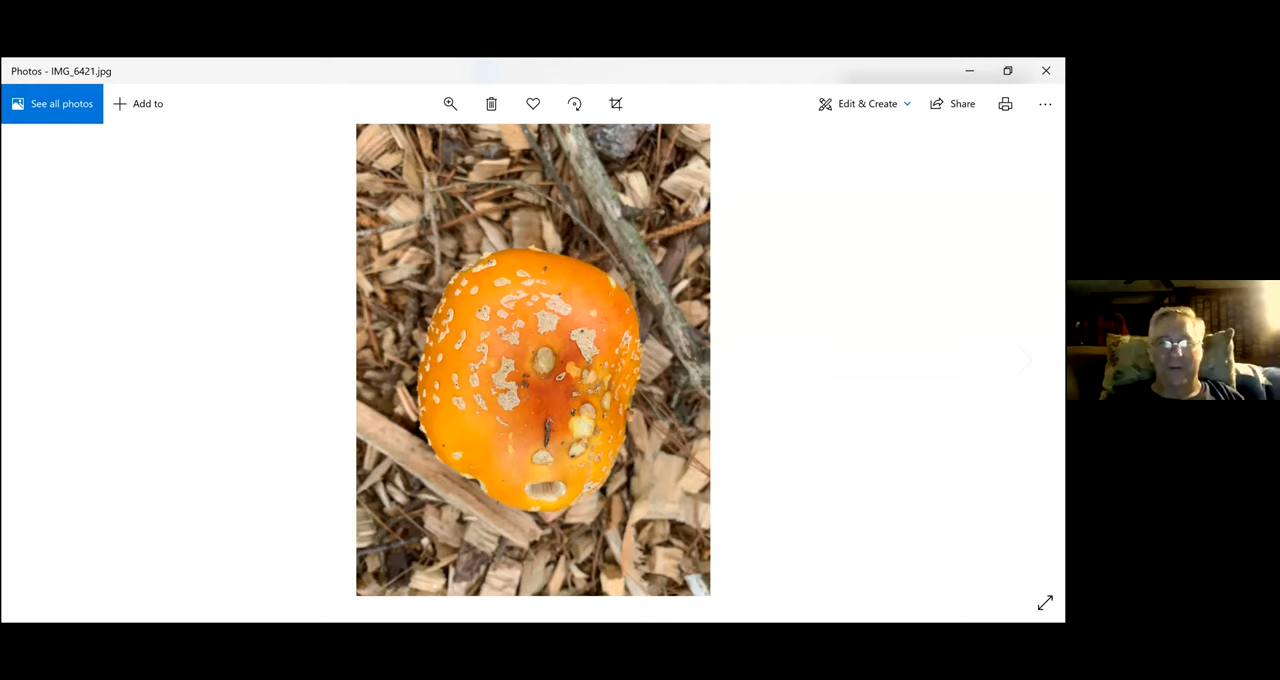 Photos - IMG_6421.jpg
See all photos
Add to
Edit & Create
Share